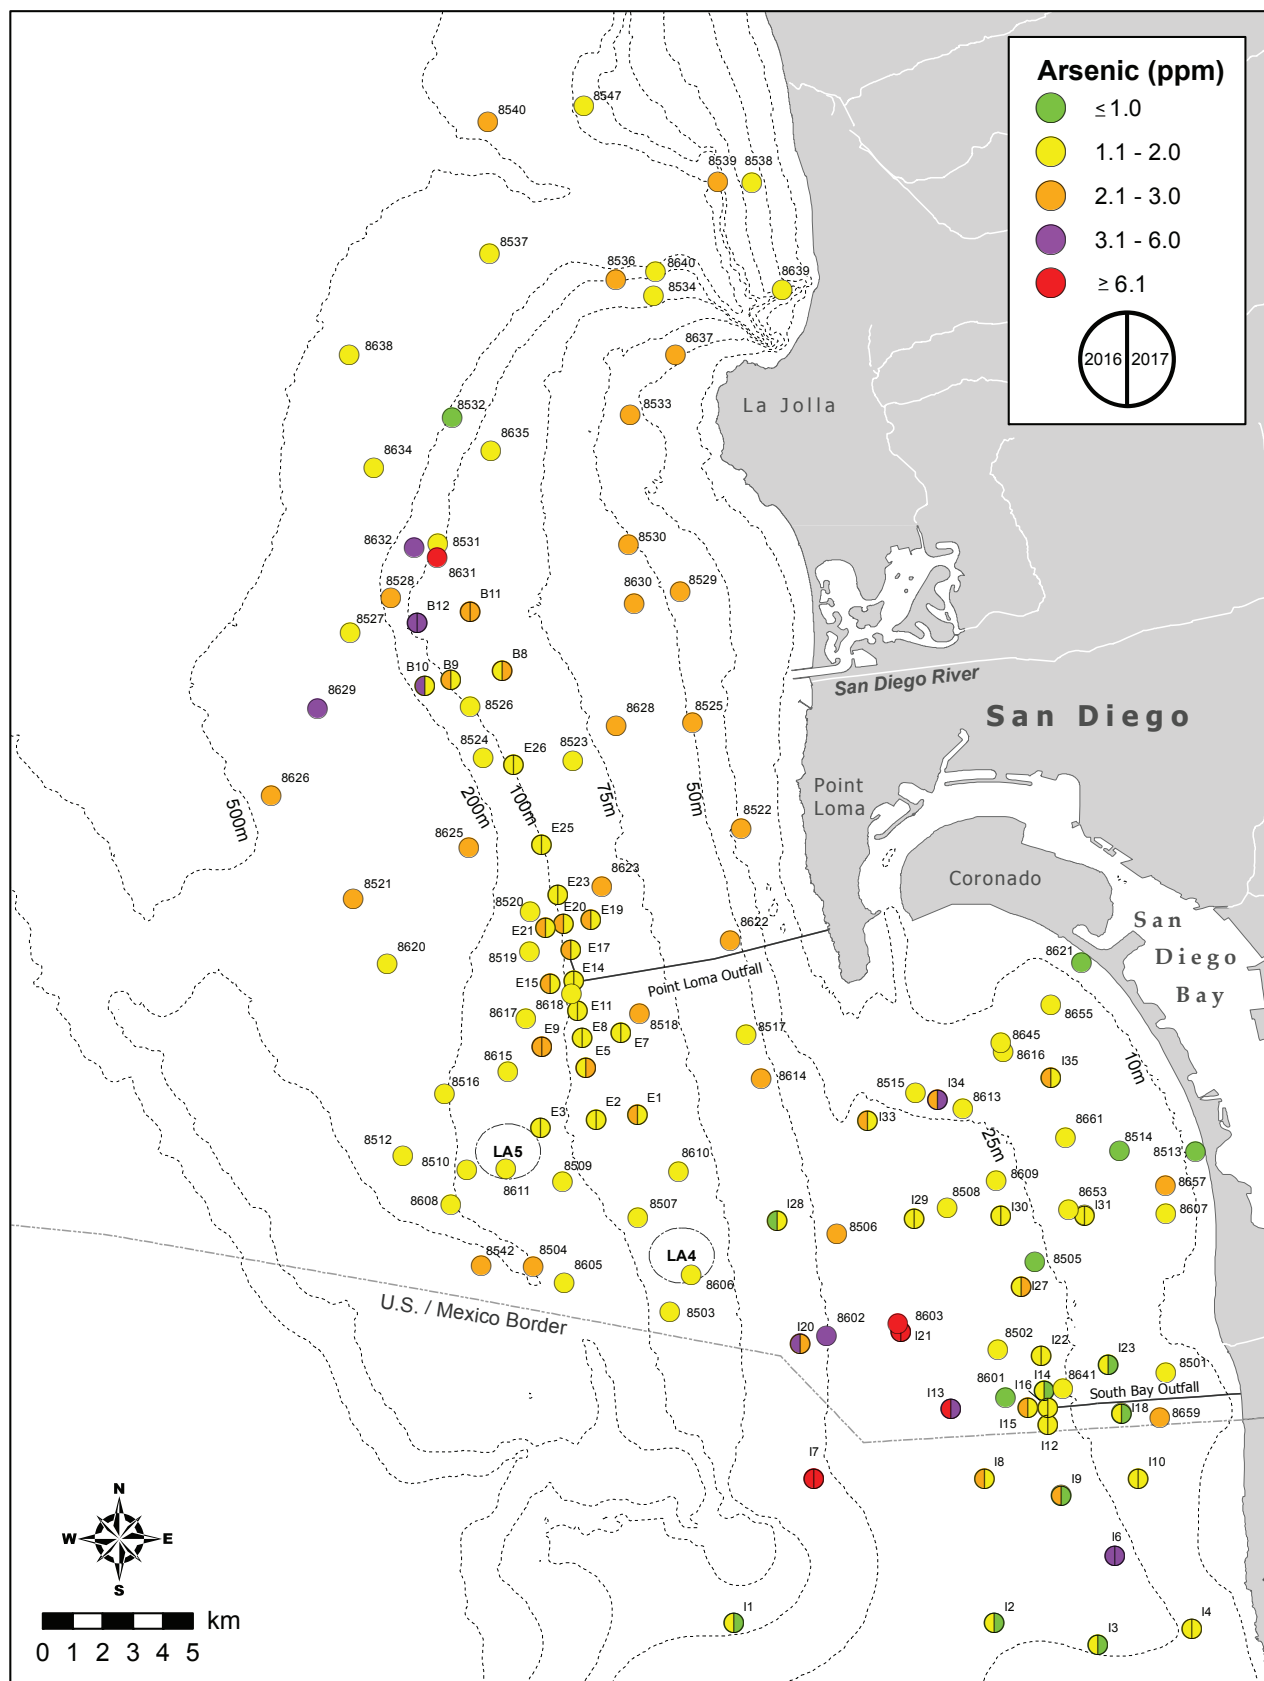 Arsenic (ppm)
≤ 1.0
1.1 - 2.0
2.1 - 3.0
3.1 - 6.0
≥ 6.1
2016 2017
8547
8540
8539 8538
8537
8536 8640
8534
8639
8638
8637
La Jolla
8533
8532
8635
8634
8632 8531
8631
8530
8528
8630 8529
B12 B11
8527
B10 B9 B8
San Diego River
San Diego
8629
8526
8628 8525
8524 E26 8523
Point
Loma
8626
500m
200m
100m
75m
50m
8522
8625
E25
8623
Coronado
8521
E23
8520 E20 E19
E21
San
Diego
Bay
8622
E17
8519
8620
8621
E14
E15
Point Loma Outfall
8618
E11
8617
8518
8655
E9 E8 E7
8517
8645
8616
10m
E5
8615
8614
I35
8516
8515 I34
8613
E3 E2 E1
I33
25m
8661
8512
LA5
8514
8513
8510
8611
8509
8610
8609
8657
8608
8507
I28
I29 8508
I30
8653
I31
8607
8506
LA4
8542 8504
8605
8606
8505
I27
U.S. / Mexico Border
8503
I20 8602
8603
I21
8502 I22
I23
8501
I14 8641
8601 I16
South Bay Outfall
I13
I15
I18
8659
I12
I7
I8
I9
I10
N
W E
S
I6
km
0 1 2 3 4 5
I1
I2
I3
I4